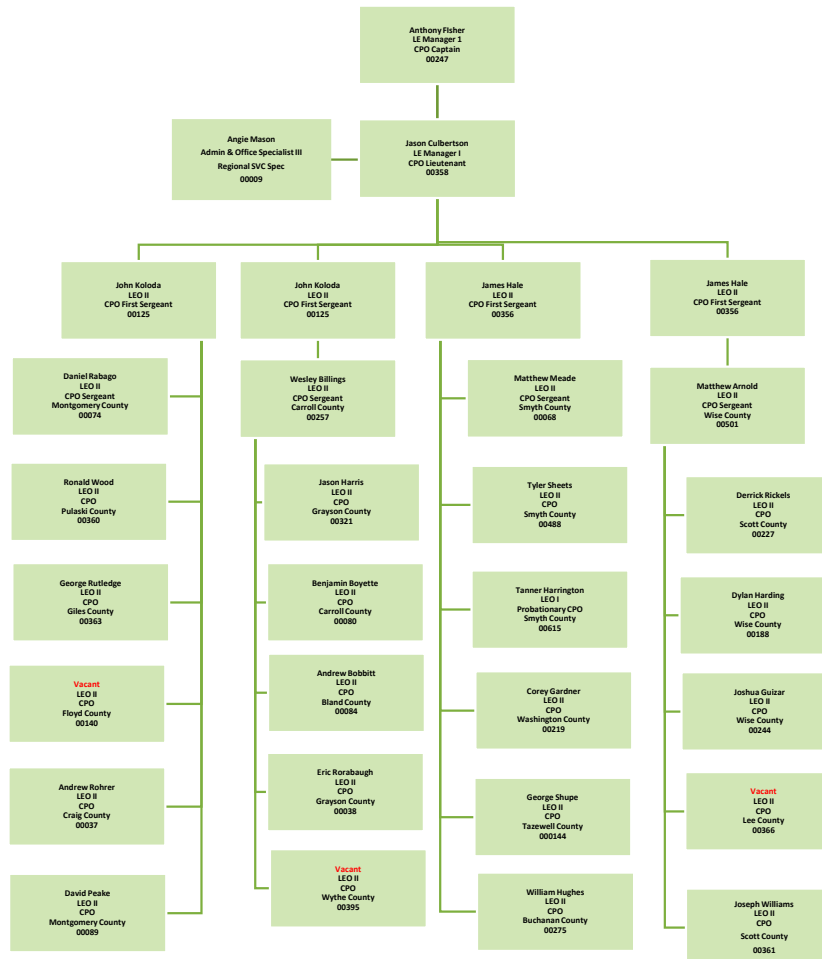 Anthony FIsher
LE Manager 1
CPO Captain
00247
Angie Mason
Admin & Office Specialist III
Regional SVC Spec
00009
Jason Culbertson
LE Manager I
CPO Lieutenant
00358
John Koloda
LEO II
CPO First Sergeant
00125
John Koloda
LEO II
CPO First Sergeant
00125
James Hale
LEO II
CPO First Sergeant
00356
James Hale
LEO II
CPO First Sergeant
00356
Daniel Rabago
LEO II
CPO Sergeant
Montgomery County
00074
Ronald Wood
LEO II
CPO
Pulaski County
00360
George Rutledge
LEO II
CPO
Giles County
00363
Vacant
LEO II
CPO
Floyd County
00140
Andrew Rohrer
LEO II
CPO
Craig County
00037
David Peake
LEO II
CPO
Montgomery County
00089
Wesley Billings
LEO II
CPO Sergeant
Carroll County
00257
Jason Harris
LEO II
CPO
Grayson County
00321
Benjamin Boyette
LEO II
CPO
Carroll County
00080
Andrew Bobbitt
LEO II
CPO
Bland County
00084
Eric Rorabaugh
LEO II
CPO
Grayson County
00038
Vacant
LEO II
CPO
Wythe County
00395
Matthew Meade
LEO II
CPO Sergeant
Smyth County
00068
Tyler Sheets
LEO II
CPO
Smyth County
00488
Tanner Harrington
LEO I
Probationary CPO
Smyth County
00615
Corey Gardner
LEO II
CPO
Washington County
00219
George Shupe
LEO II
CPO
Tazewell County
000144
William Hughes
LEO II
CPO
Buchanan County
00275
Matthew Arnold
LEO II
CPO Sergeant
Wise County
00501
Derrick Rickels
LEO II
CPO
Scott County
00227
Dylan Harding
LEO II
CPO
Wise County
00188
Joshua Guizar
LEO II
CPO
Wise County
00244
Vacant
LEO II
CPO
Lee County
00366
Joseph Williams
LEO II
CPO
Scott County
00361